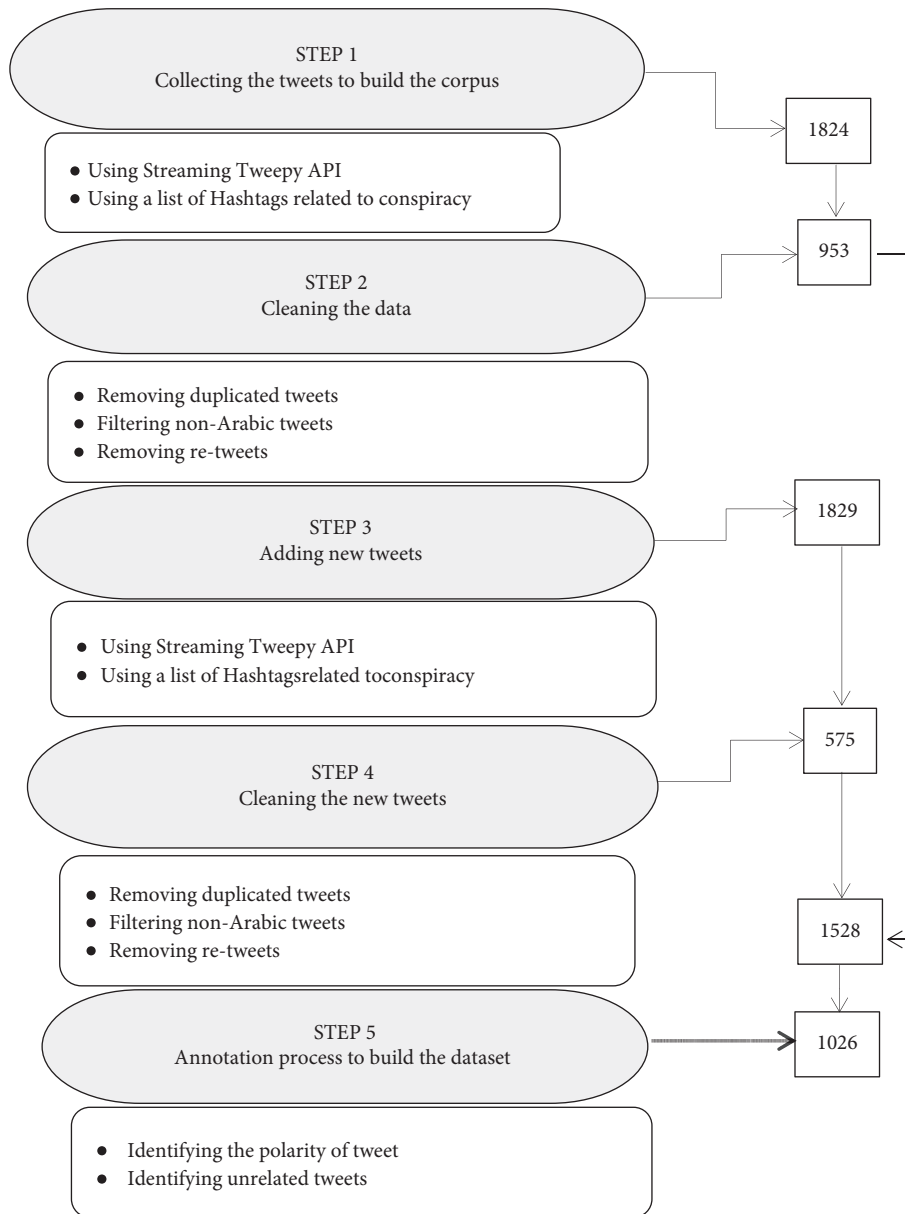 STEP 1
Collecting the tweets to build the corpus
1824
● Using Streaming Tweepy API
● Using a list of Hashtags related to conspiracy
953
STEP 2
Cleaning the data
● Removing duplicated tweets
● Filtering non-Arabic tweets
● Removing re-tweets
1829
STEP 3
Adding new tweets
● Using Streaming Tweepy API
● Using a list of Hashtagsrelated toconspiracy
575
STEP 4
Cleaning the new tweets
● Removing duplicated tweets
● Filtering non-Arabic tweets
● Removing re-tweets
1528
STEP 5
Annotation process to build the dataset
1026
● Identifying the polarity of tweet
● Identifying unrelated tweets